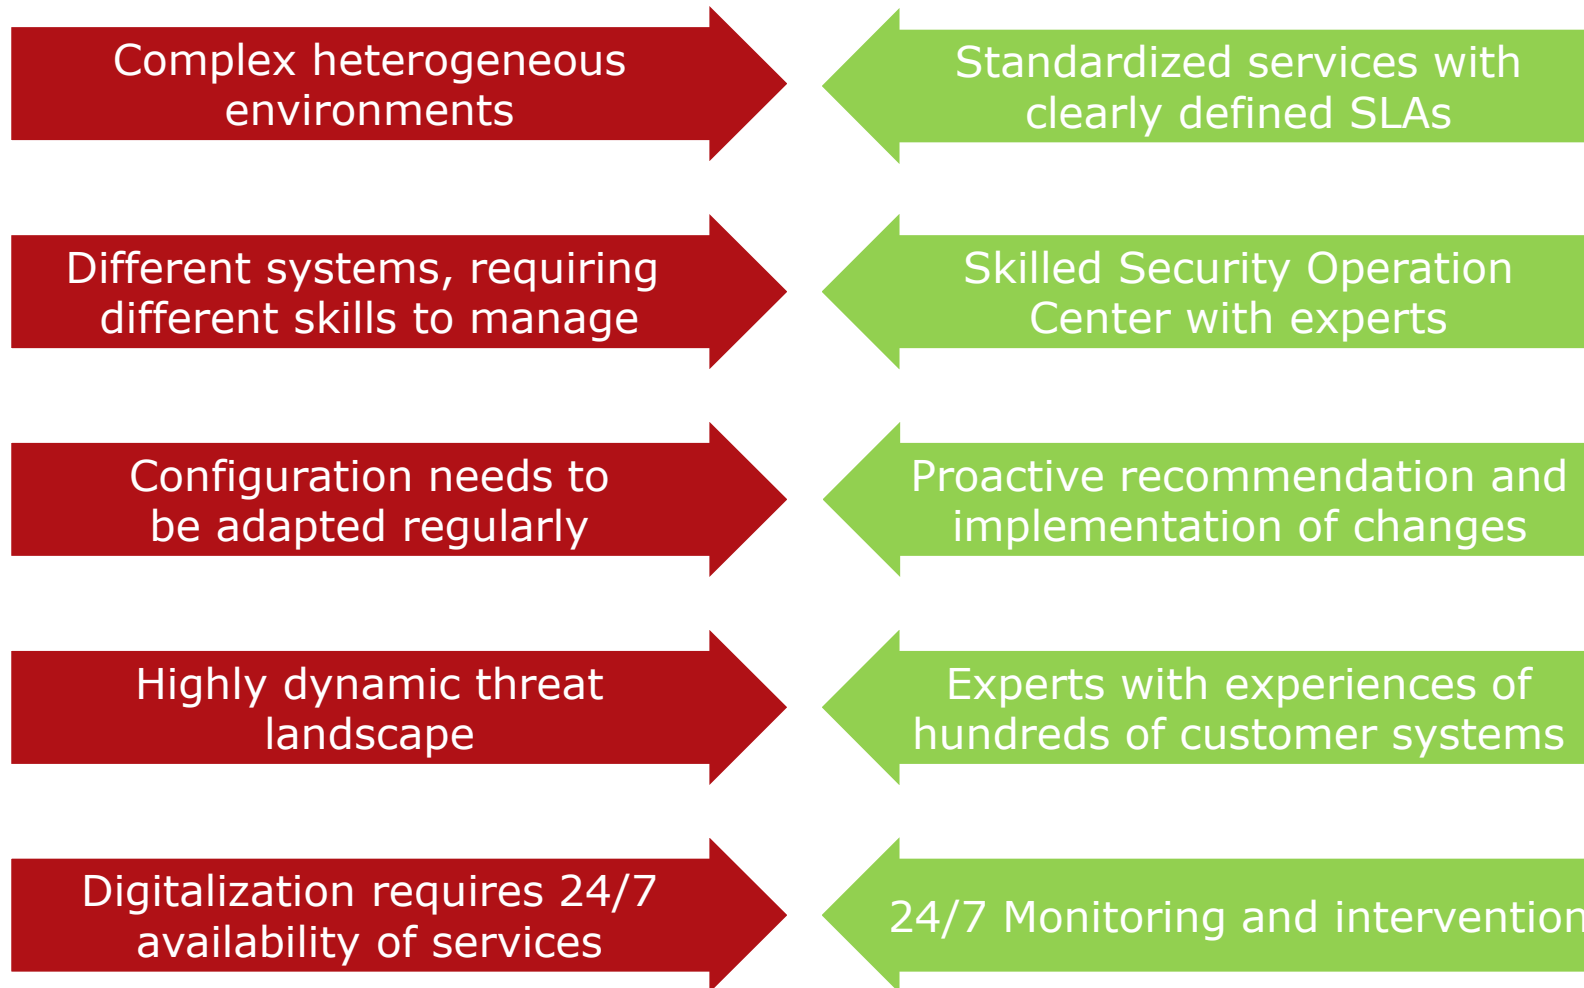 Complex heterogeneous
environments
Standardized services with
clearly defined SLAs
Different systems, requiring
different skills to manage
Skilled Security Operation
Center with experts
Configuration needs to
be adapted regularly
Proactive recommendation and
implementation of changes
Highly dynamic threat
landscape
Experts with experiences of
hundreds of customer systems
Digitalization requires 24/7
availability of services
24/7 Monitoring and intervention